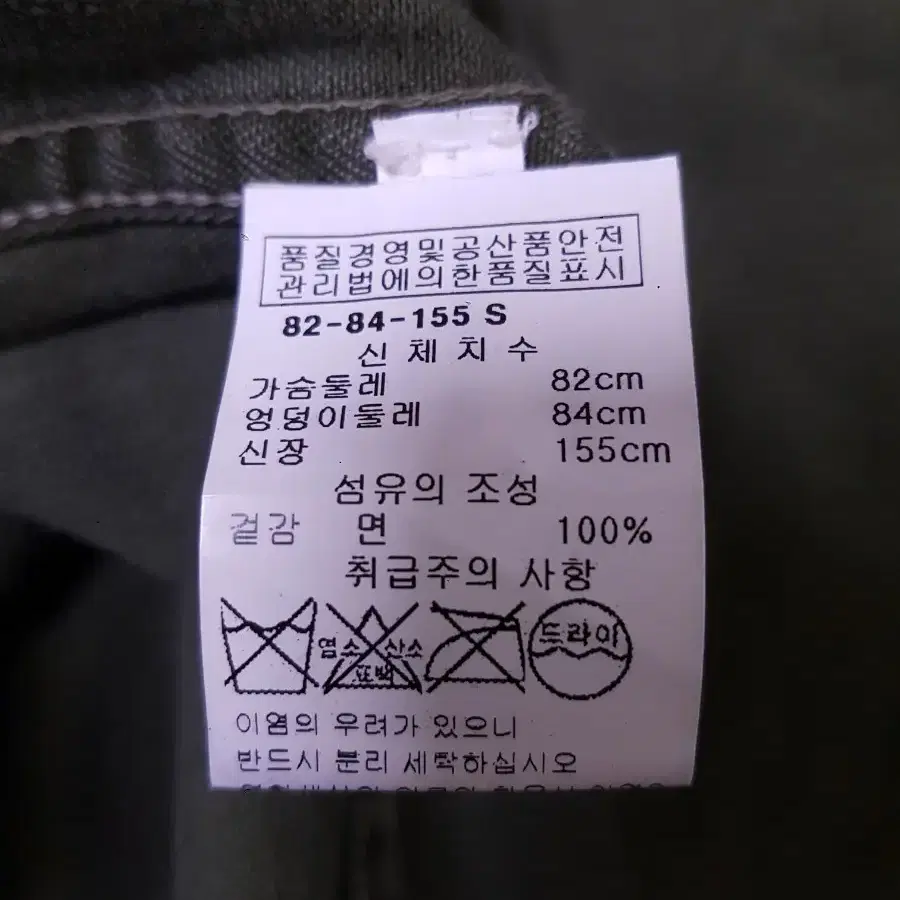 품질경영및공산품안전
관리법에의한품질표시
82-84-155 S
신체치수
가슴둘레 82cm
엉덩이둘레 84cm
신장 155cm
섬유의 조성
겉감 면 100%
취급주의 사항
염소 산소 표백 드라이
이염의 우려가 있으니
반드시 분리 세탁하십시오